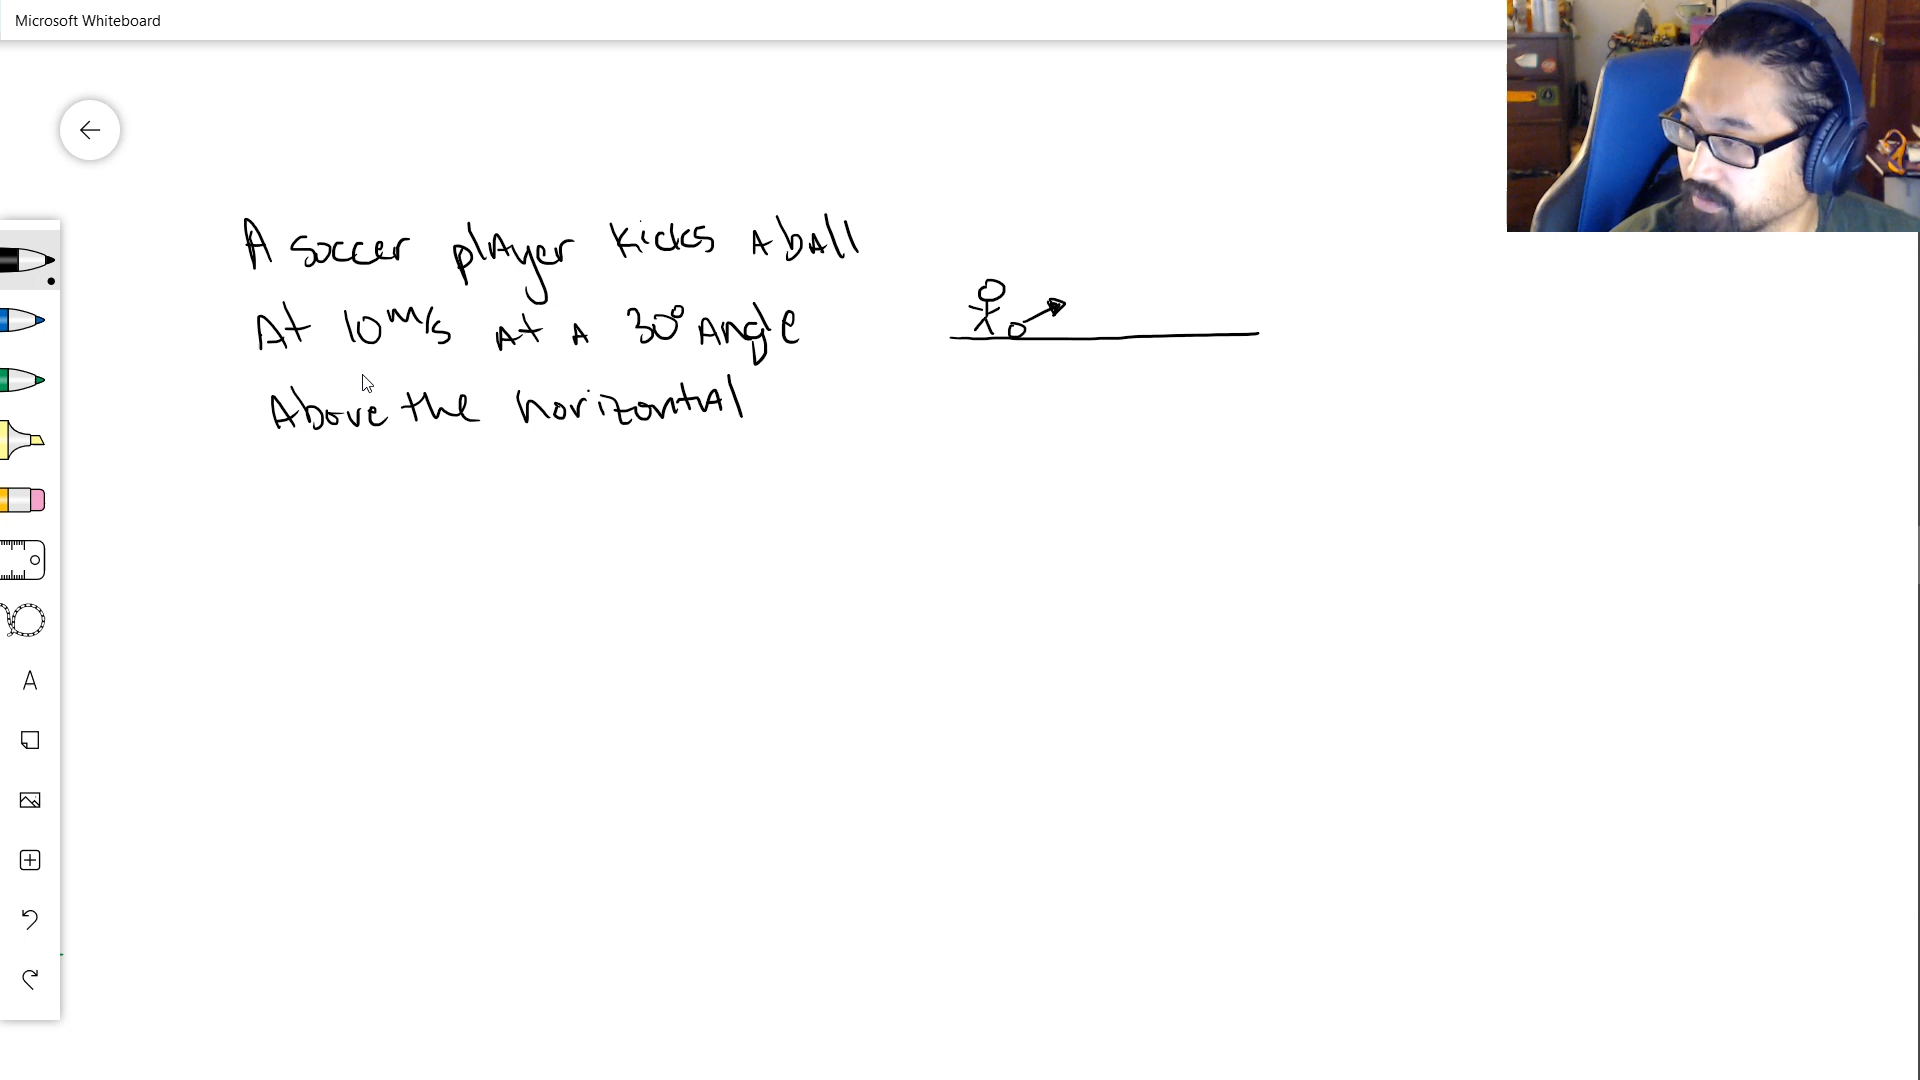 Microsoft Whiteboard
A soccer player kicks a ball
At 10 m/s at a 30° angle
Above the horizontal
A